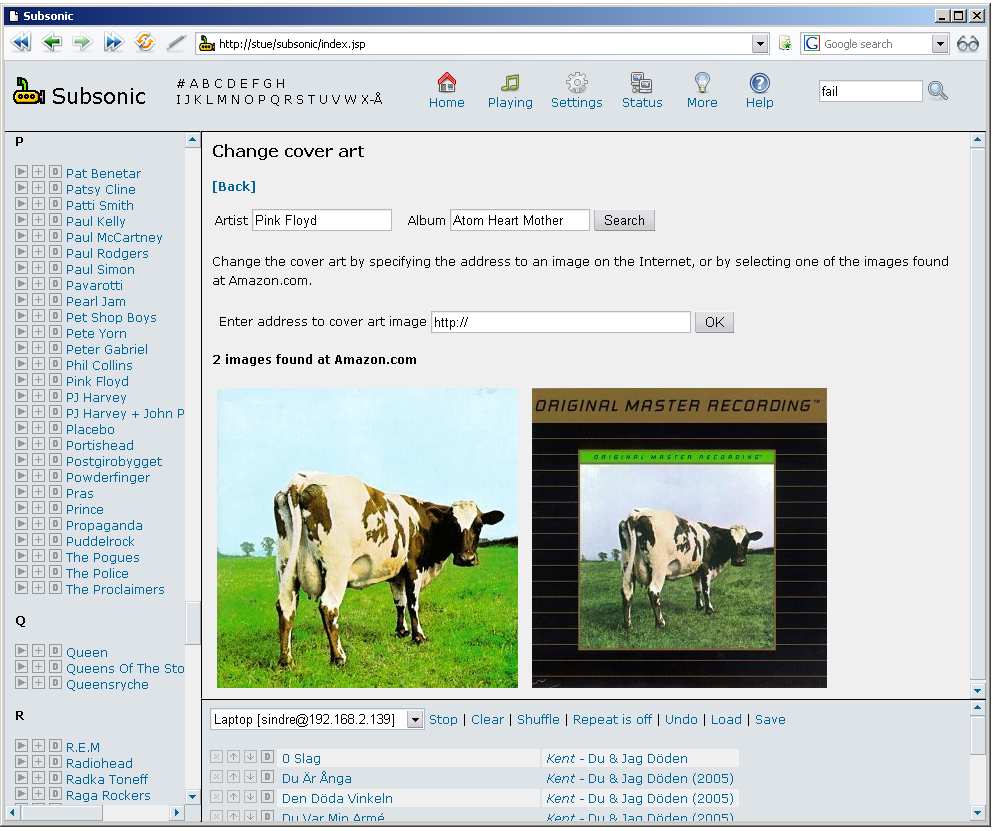 Subsonic
http://stue/subsonic/index.jsp
Google search
Subsonic
# A B C D E F G H
I J K L M N O P Q R S T U V W X-Å
Home Playing Settings Status More Help
fail
P
Pat Benetar
Patsy Cline
Patti Smith
Paul Kelly
Paul McCartney
Paul Rodgers
Paul Simon
Pavarotti
Pearl Jam
Pet Shop Boys
Pete Yorn
Peter Gabriel
Phil Collins
Pink Floyd
PJ Harvey
PJ Harvey + John P
Placebo
Portishead
Postgirobygget
Powderfinger
Pras
Prince
Propaganda
Puddelrock
The Pogues
The Police
The Proclaimers
Q
Queen
Queens Of The Sto
Queensryche
R
R.E.M
Radiohead
Radka Toneff
Raga Rockers
Change cover art
[Back]
Artist Pink Floyd Album Atom Heart Mother Search
Change the cover art by specifying the address to an image on the Internet, or by selecting one of the images found
at Amazon.com.
Enter address to cover art image http:// OK
2 images found at Amazon.com
ORIGINAL MASTER RECORDING™
ORIGINAL MASTER RECORDING
Laptop [sindre@192.168.2.139] Stop | Clear | Shuffle | Repeat is off | Undo | Load | Save
0 Slag Kent - Du & Jag Döden
Du Är Ånga Kent - Du & Jag Döden (2005)
Den Döda Vinkeln Kent - Du & Jag Döden (2005)
Du Var Min Armé Kent - Du & Jag Döden (2005)